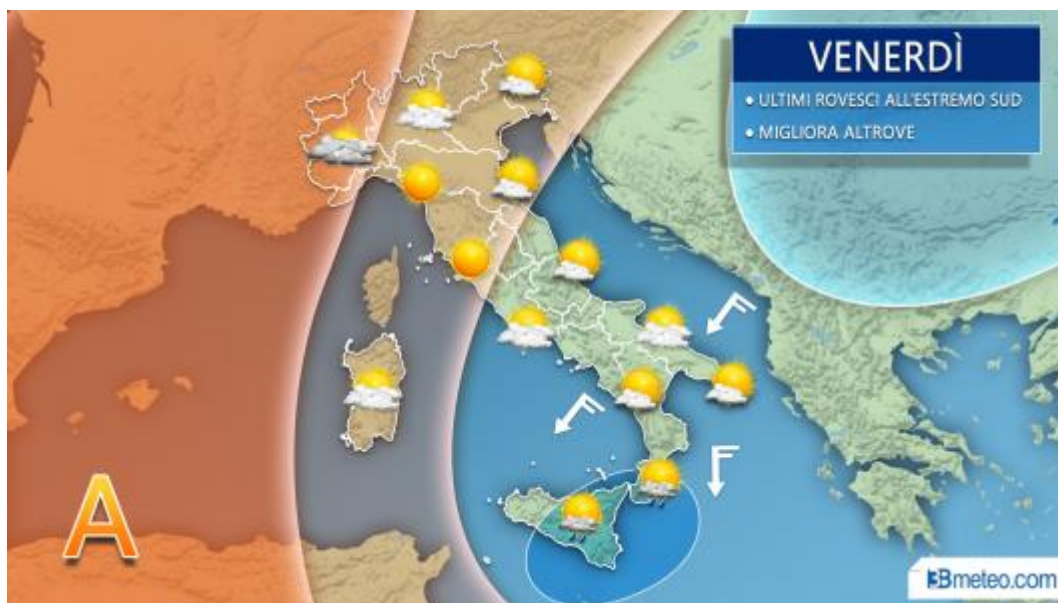 VENERDÌ
• ULTIMI ROVESCI ALL'ESTREMO SUD
• MIGLIORA ALTROVE
A
3Bmeteo.com